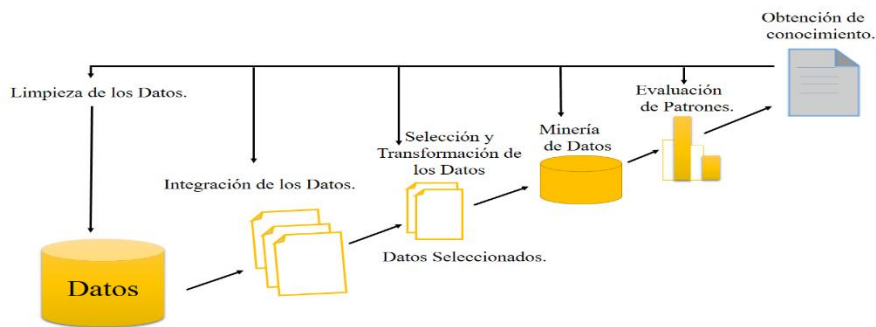 Obtención de
conocimiento.
Limpieza de los Datos.
Evaluación
de Patrones.
Selección y
Transformación de
los Datos
Minería
de Datos
Integración de los Datos.
Datos Seleccionados.
Datos